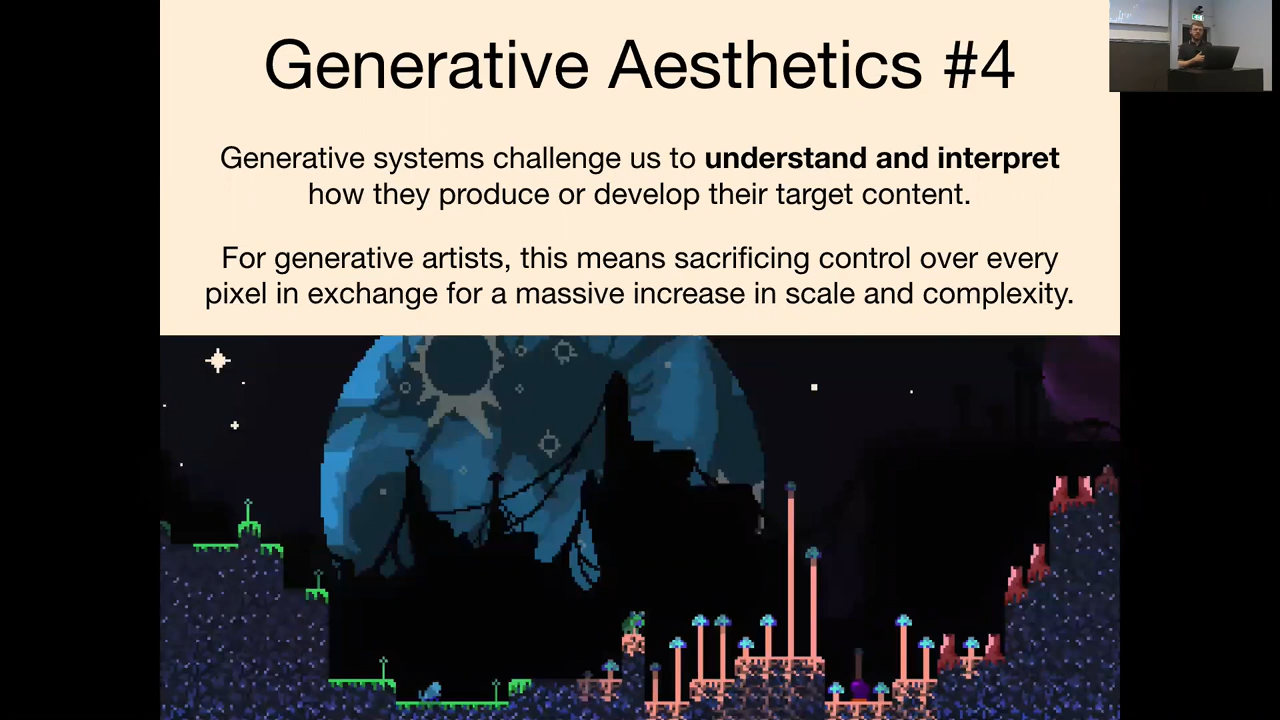 Generative Aesthetics #4
Generative systems challenge us to understand and interpret
how they produce or develop their target content.
For generative artists, this means sacrificing control over every
pixel in exchange for a massive increase in scale and complexity.